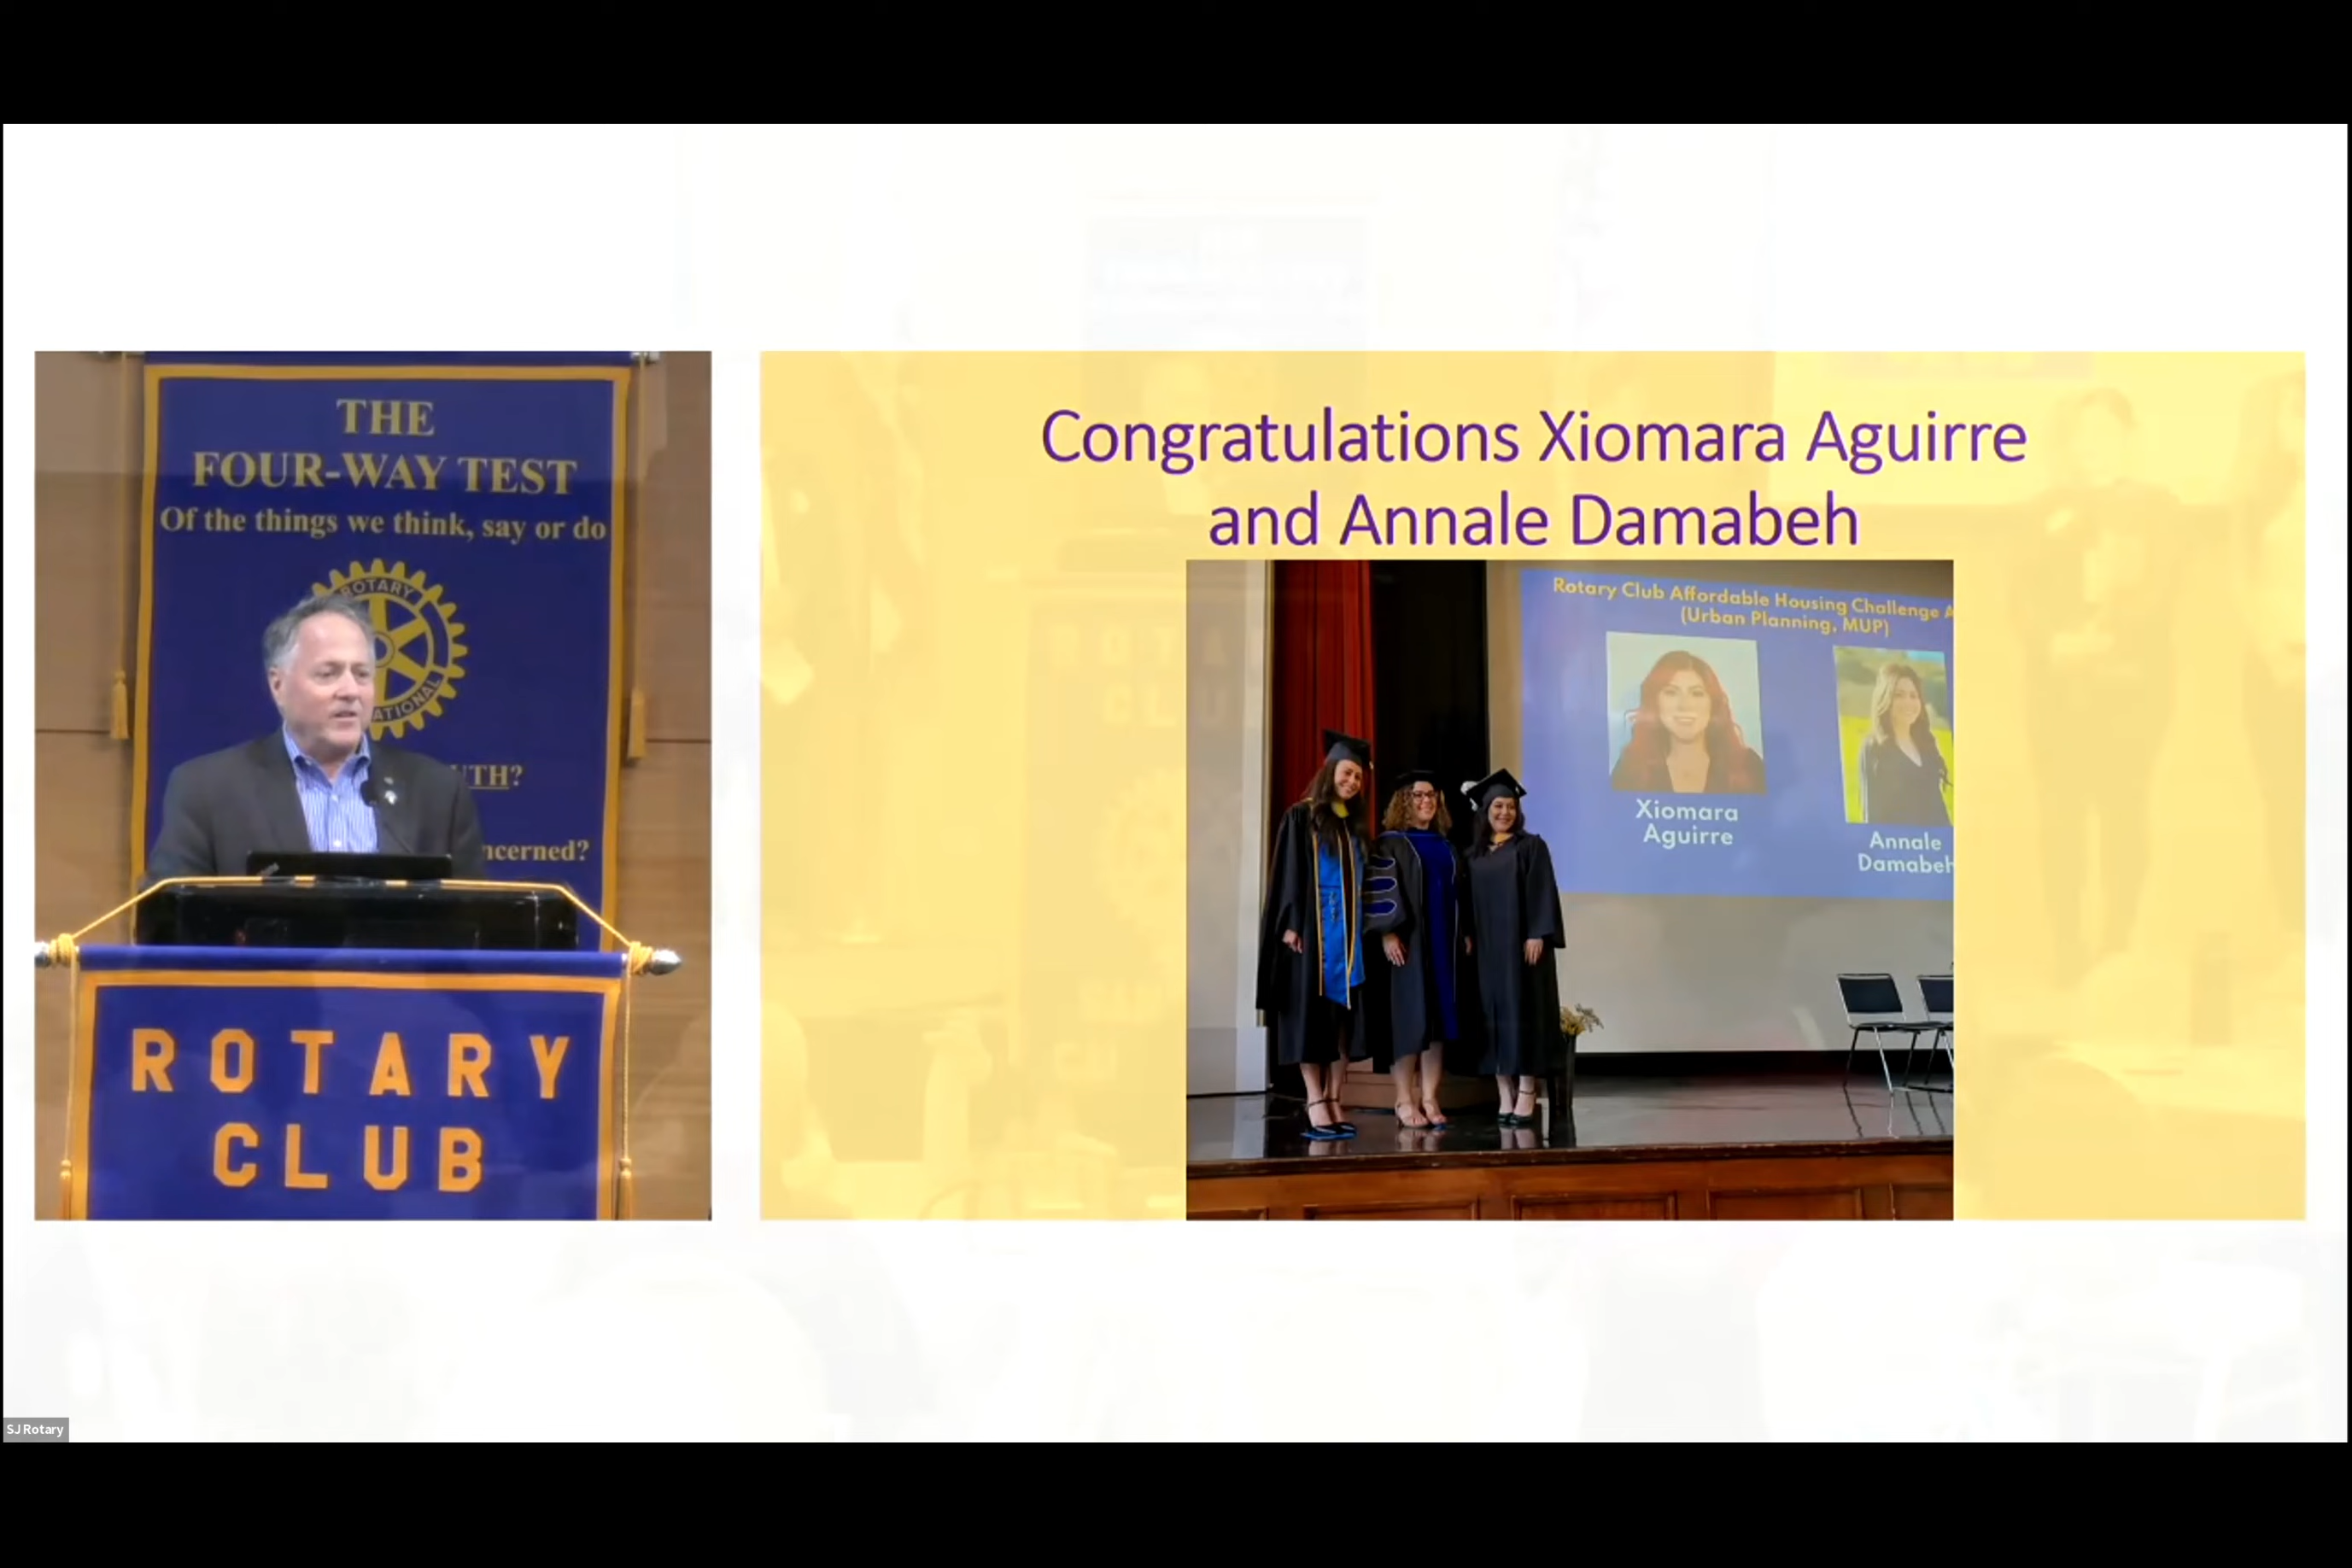 THE
FOUR-WAY TEST
Of the things we think, say or do
ROTARY
UTH?
ncerned?
ROTARY
CLUB
Congratulations Xiomara Aguirre
and Annale Damabeh
Rotary Club Affordable Housing Challenge A
(Urban Planning, MUP)
Xiomara
Aguirre
Annale
Damabeh
SJ Rotary